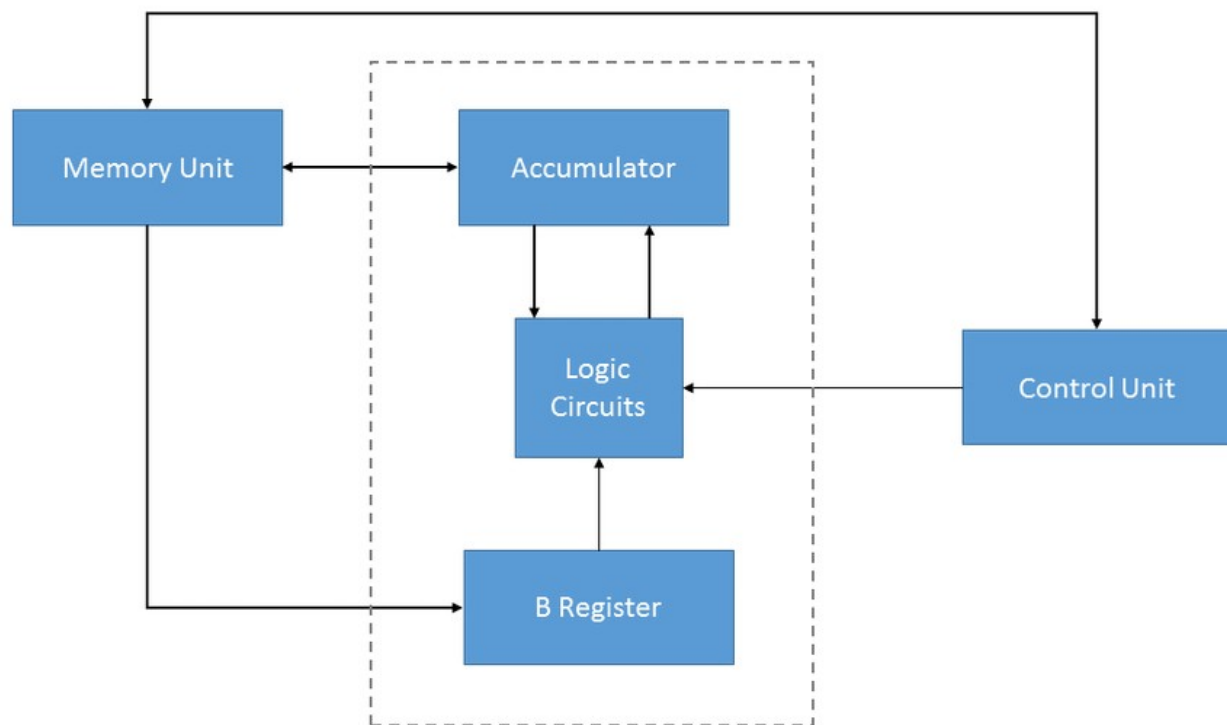 Memory Unit
Accumulator
Logic
Circuits
Control Unit
B Register